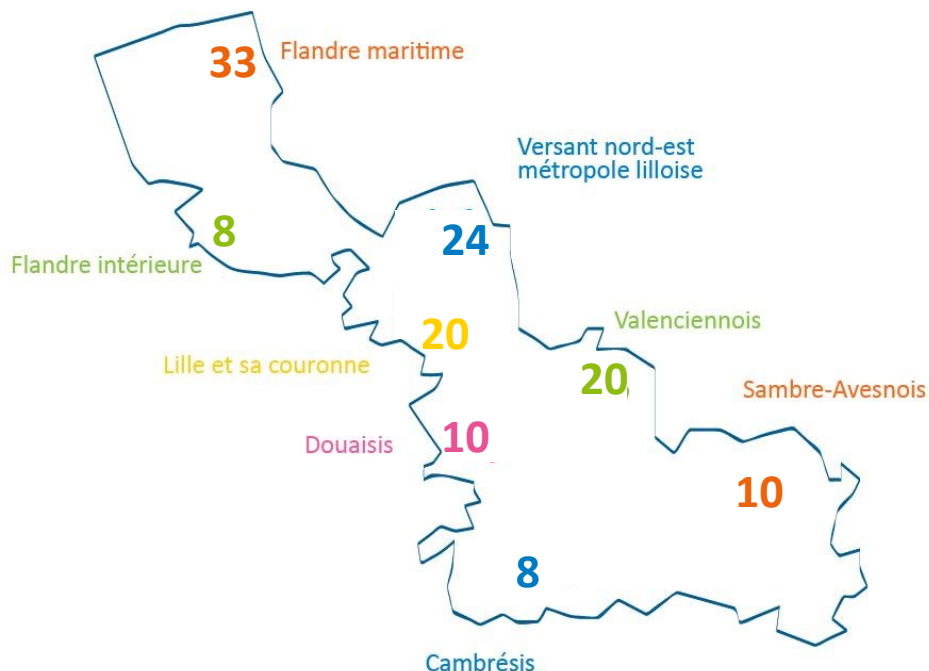 33
Flandre maritime
Versant nord-est
métropole lilloise
8
24
Flandre intérieure
20
Valenciennois
Lille et sa couronne
20
Sambre-Avesnois
Douaisis
10
10
8
Cambrésis